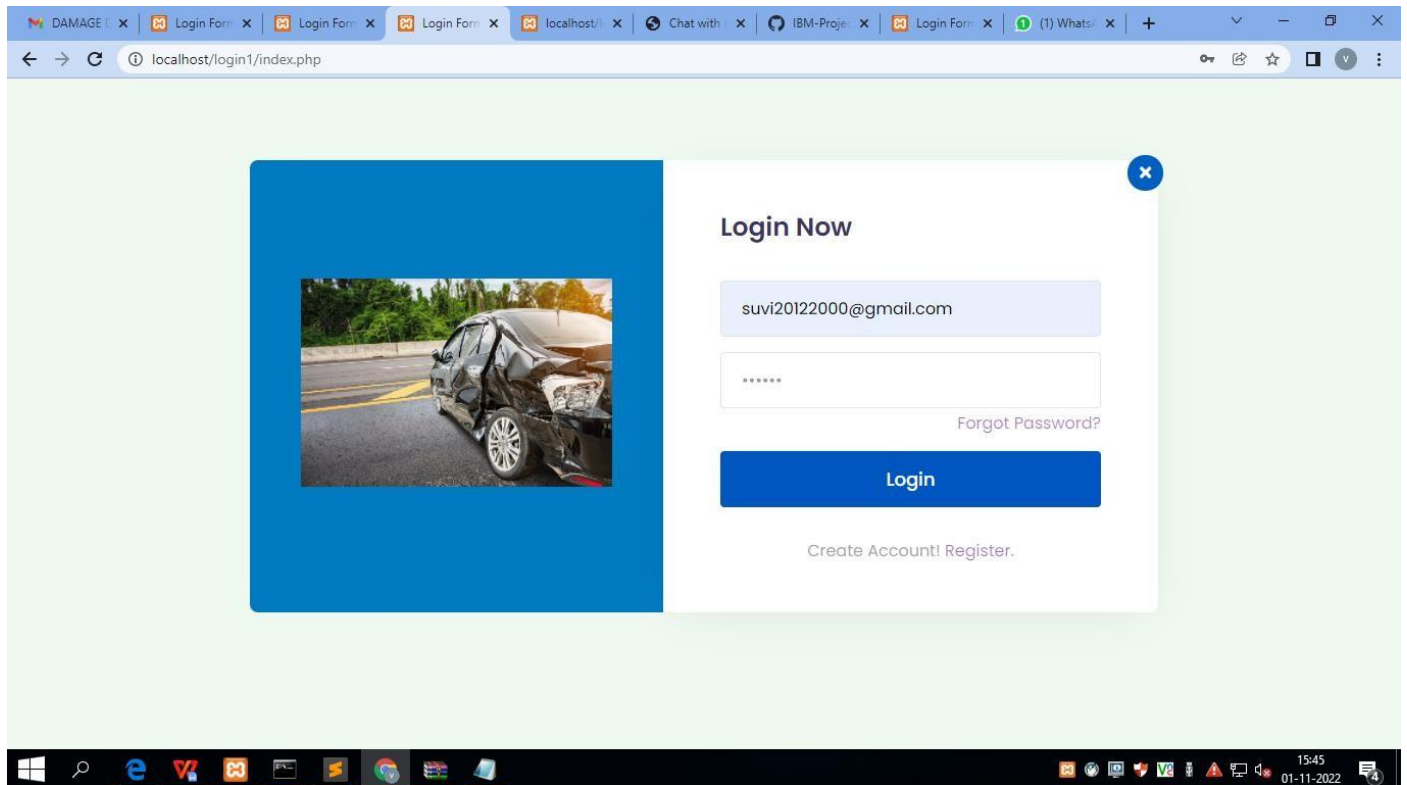 DAMAGE D Login Form Login Form Login Form localhost/l Chat with IBM-Projec Login Form (1) WhatsA
localhost/login1/index.php
V
Login Now
suvi20122000@gmail.com
Forgot Password?
Login
Create Account! Register.
15:45
01-11-2022
4